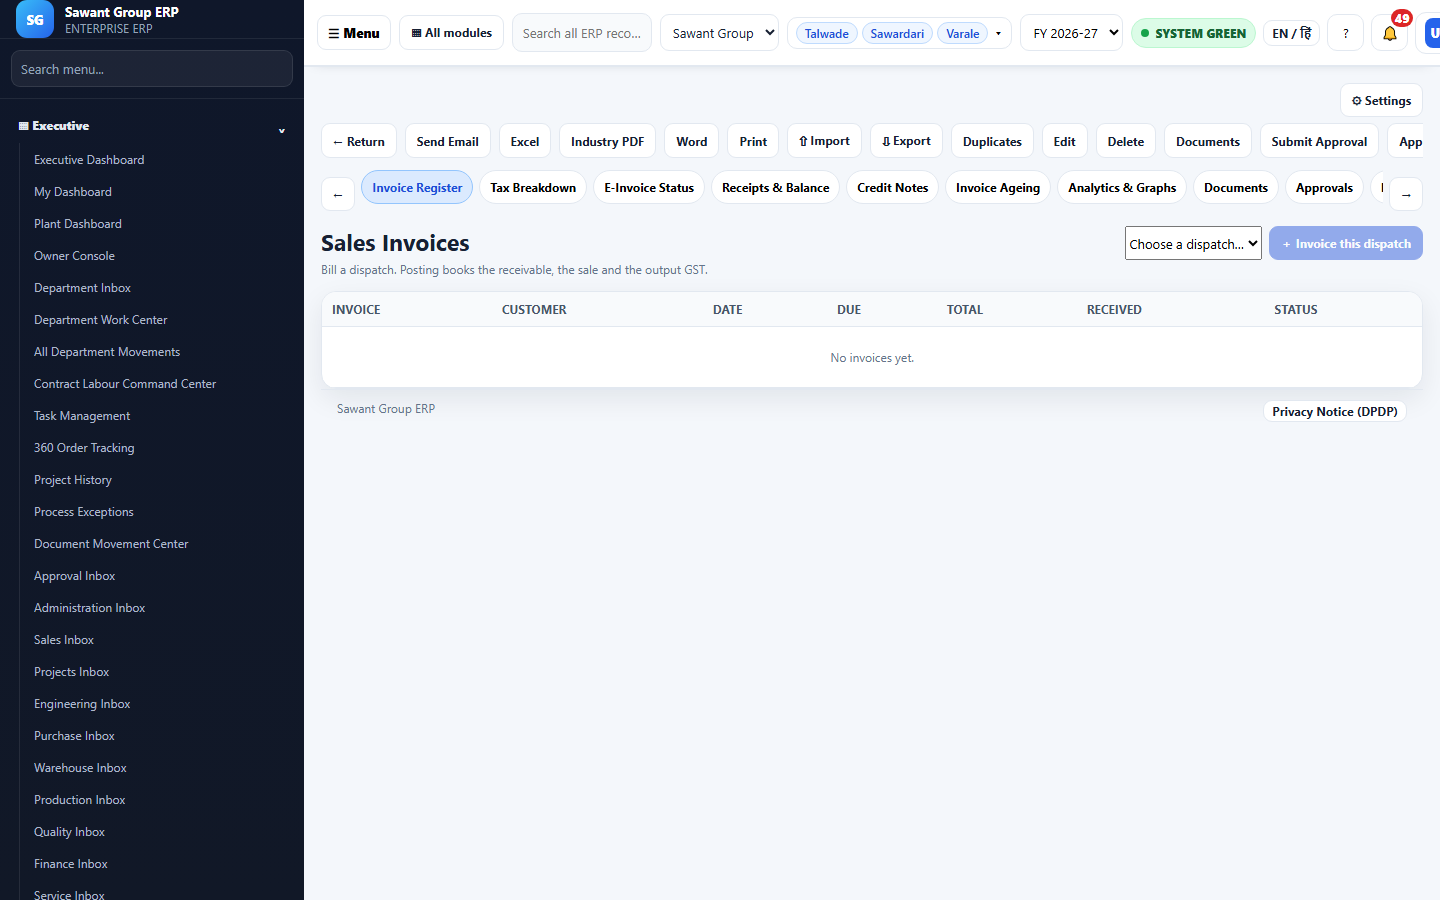 SG
Sawant Group ERP
ENTERPRISE ERP
Search menu...
Executive
Executive Dashboard
My Dashboard
Plant Dashboard
Owner Console
Department Inbox
Department Work Center
All Department Movements
Contract Labour Command Center
Task Management
360 Order Tracking
Project History
Process Exceptions
Document Movement Center
Approval Inbox
Administration Inbox
Sales Inbox
Projects Inbox
Engineering Inbox
Purchase Inbox
Warehouse Inbox
Production Inbox
Quality Inbox
Finance Inbox
Service Inbox
☰ Menu
All modules
Search all ERP reco...
Sawant Group
Talwade
Sawardari
Varale
FY 2026-27
SYSTEM GREEN
EN / हिं
?
49
U
⚙ Settings
← Return
Send Email
Excel
Industry PDF
Word
Print
⇧ Import
⇩ Export
Duplicates
Edit
Delete
Documents
Submit Approval
App
←
Invoice Register
Tax Breakdown
E-Invoice Status
Receipts & Balance
Credit Notes
Invoice Ageing
Analytics & Graphs
Documents
Approvals
→
Sales Invoices
Choose a dispatch...
+ Invoice this dispatch
Bill a dispatch. Posting books the receivable, the sale and the output GST.
INVOICE CUSTOMER DATE DUE TOTAL RECEIVED STATUS
No invoices yet.
Sawant Group ERP
Privacy Notice (DPDP)